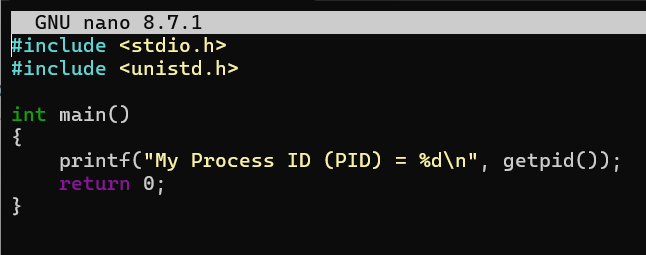 GNU nano 8.7.1
#include <stdio.h>
#include <unistd.h>
int main()
{
    printf("My Process ID (PID) = %d\n", getpid());
    return 0;
}